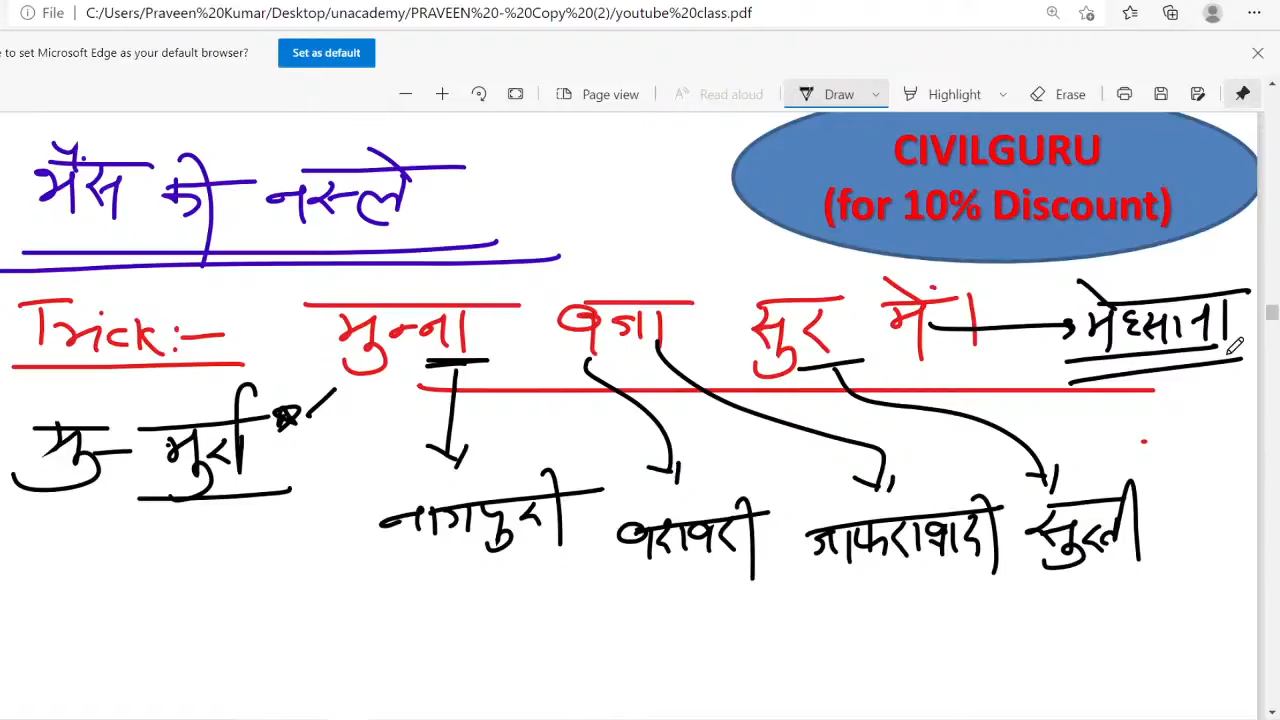 File C:/Users/Praveen%20Kumar/Desktop/unacademy/PRAVEEN%20-%20Copy%20(2)/youtube%20class.pdf
e to set Microsoft Edge as your default browser? Set as default
Page view Read aloud Draw Highlight Erase
CIVILGURU
(for 10% Discount)
भैंस की नस्ले
Trick:- मुन्ना बजा सुर में। मेहसाना
मु- मुर्रा
नागपुरी बरावरी जाफराबादी सुरती